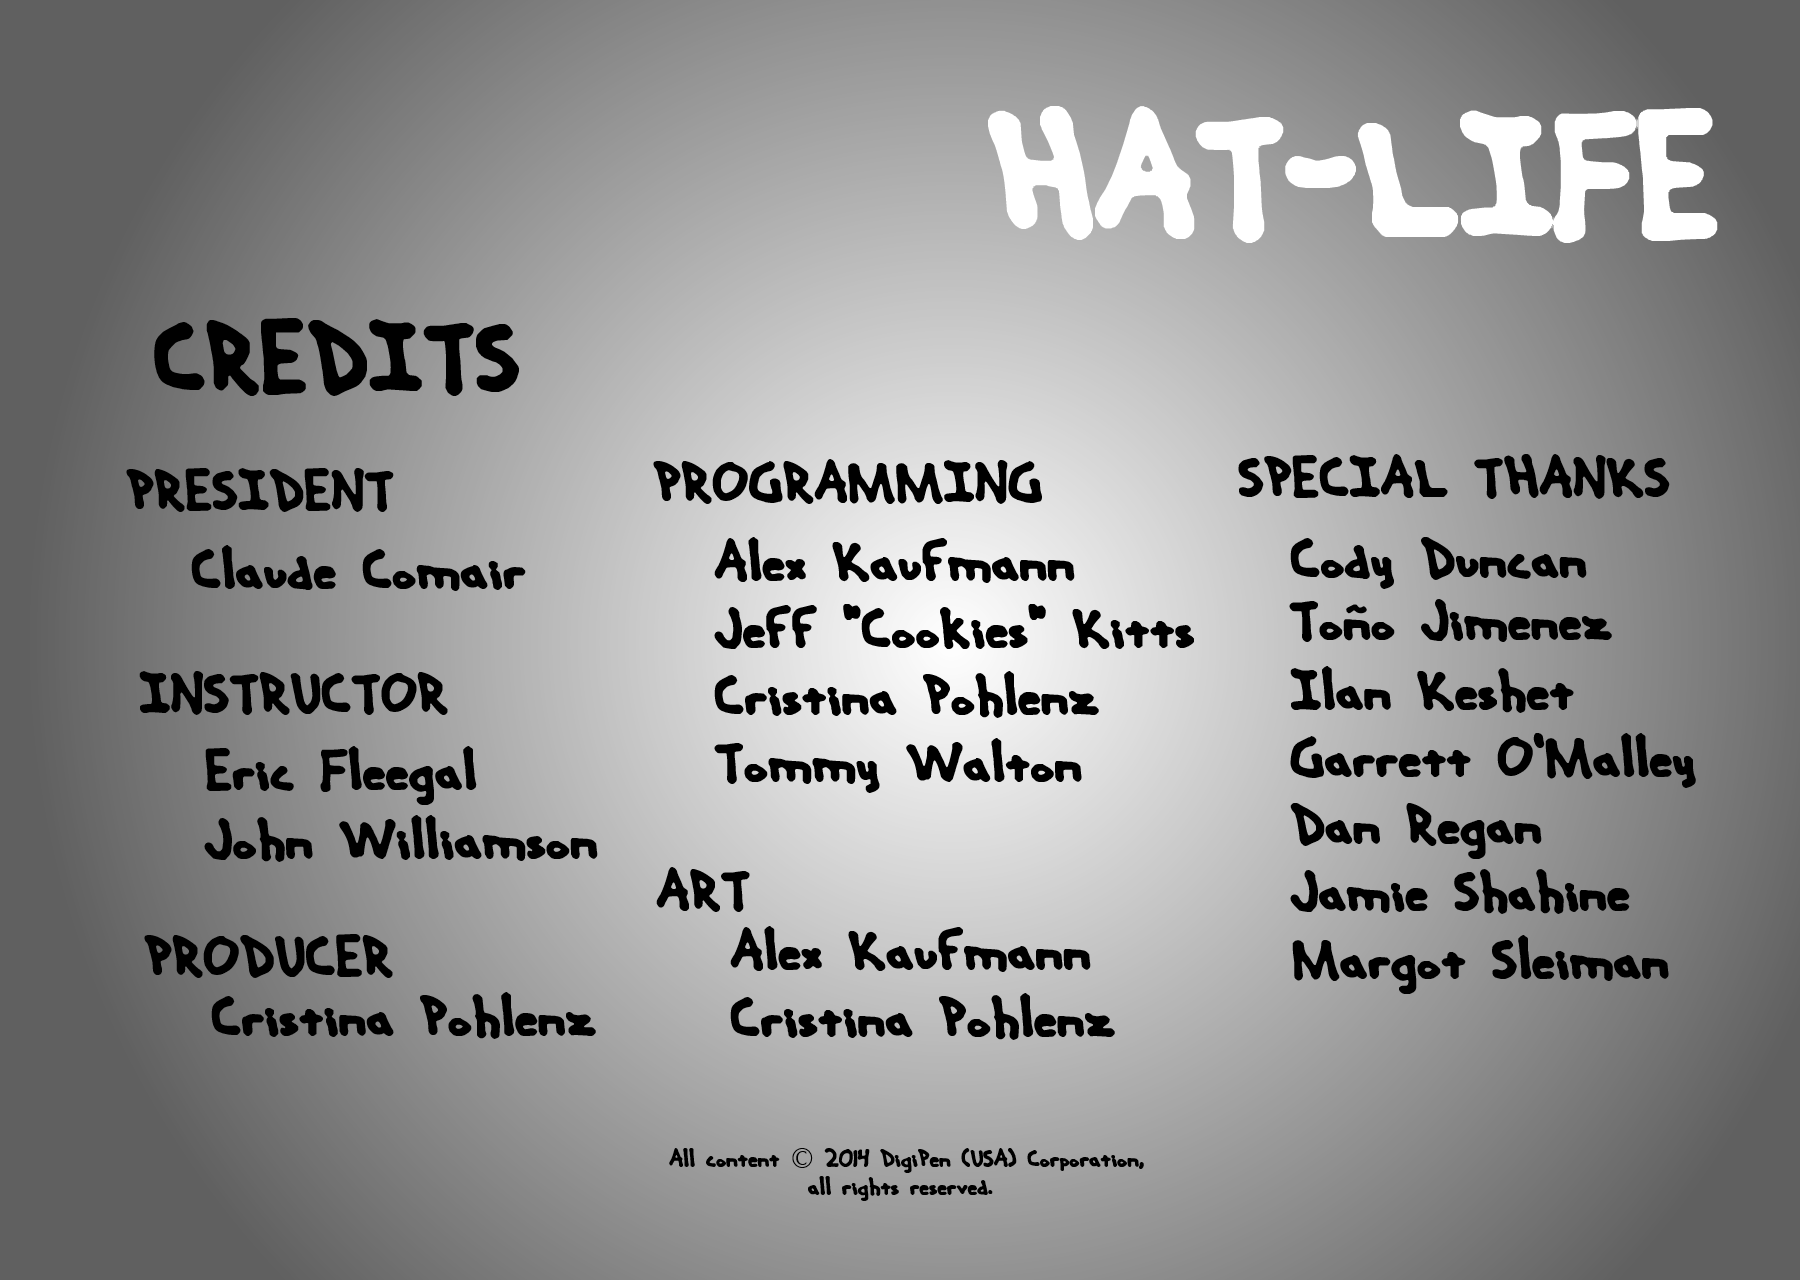 HAT-LIFE
CREDITS
PRESIDENT
Claude Comair
INSTRUCTOR
Eric Fleegal
John Williamson
PRODUCER
Cristina Pohlenz
PROGRAMMING
Alex Kaufmann
Jeff "Cookies" Kitts
Cristina Pohlenz
Tommy Walton
ART
Alex Kaufmann
Cristina Pohlenz
SPECIAL THANKS
Cody Duncan
Toño Jimenez
Ilan Keshet
Garrett O'Malley
Dan Regan
Jamie Shahine
Margot Sleiman
All content © 2014 DigiPen (USA) Corporation,
all rights reserved.